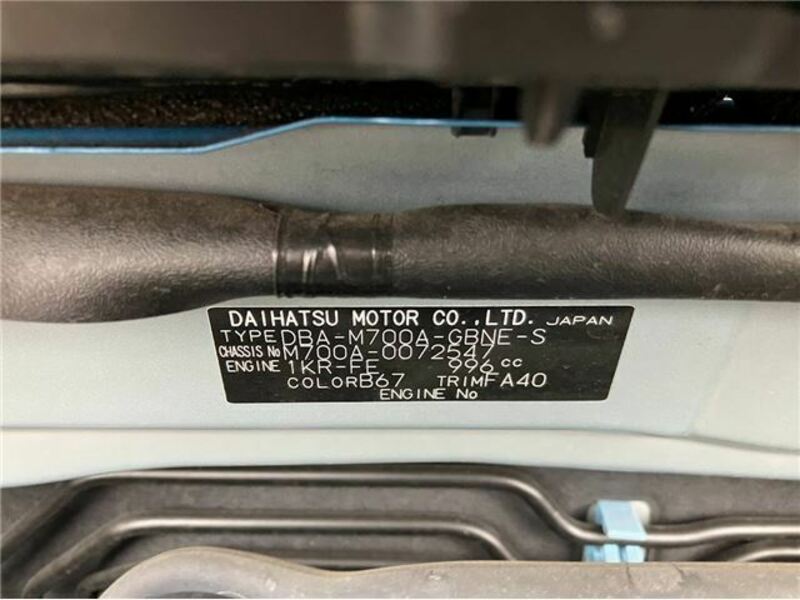 DAIHATSU MOTOR CO.,LTD. JAPAN
TYPE DBA-M700A-GBNE-S
CHASSIS No M700A-0072547
ENGINE 1KR-FE 996 cc
COLOR B67 TRIM FA40
ENGINE No